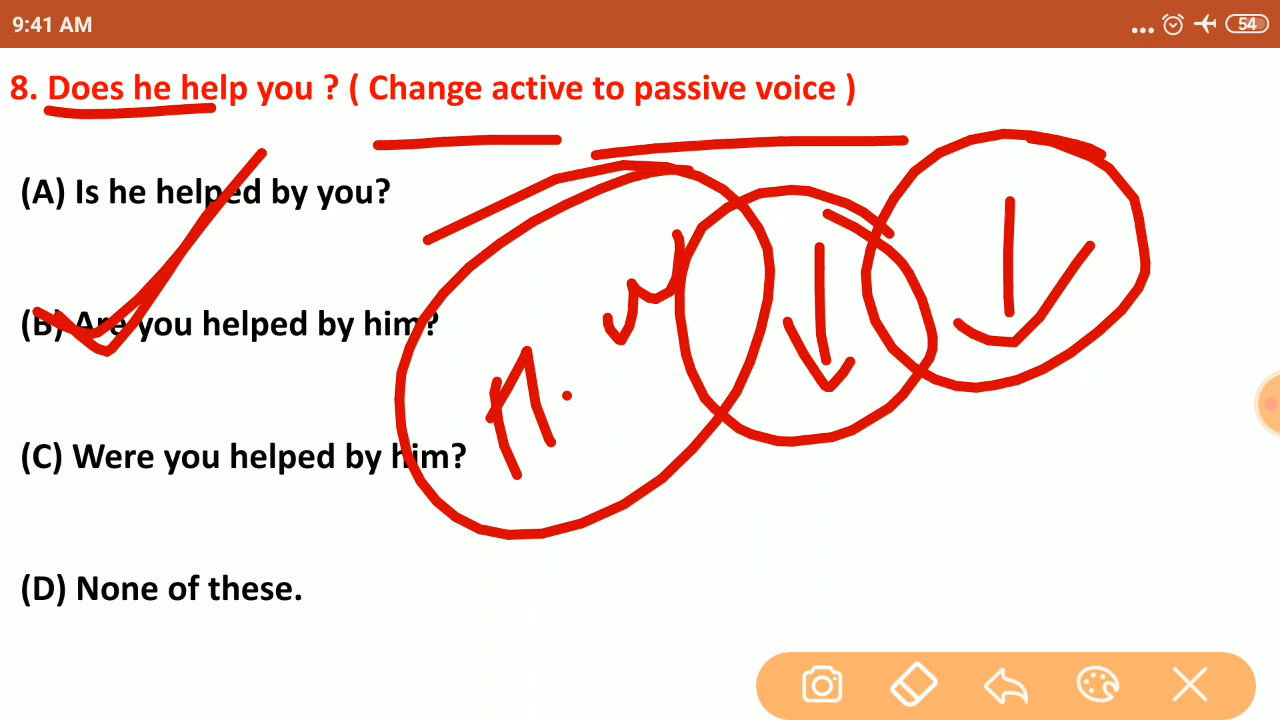 9:41 AM
54
8. Does he help you ? ( Change active to passive voice )
(A) Is he helped by you?
(B) Are you helped by him?
(C) Were you helped by him?
(D) None of these.